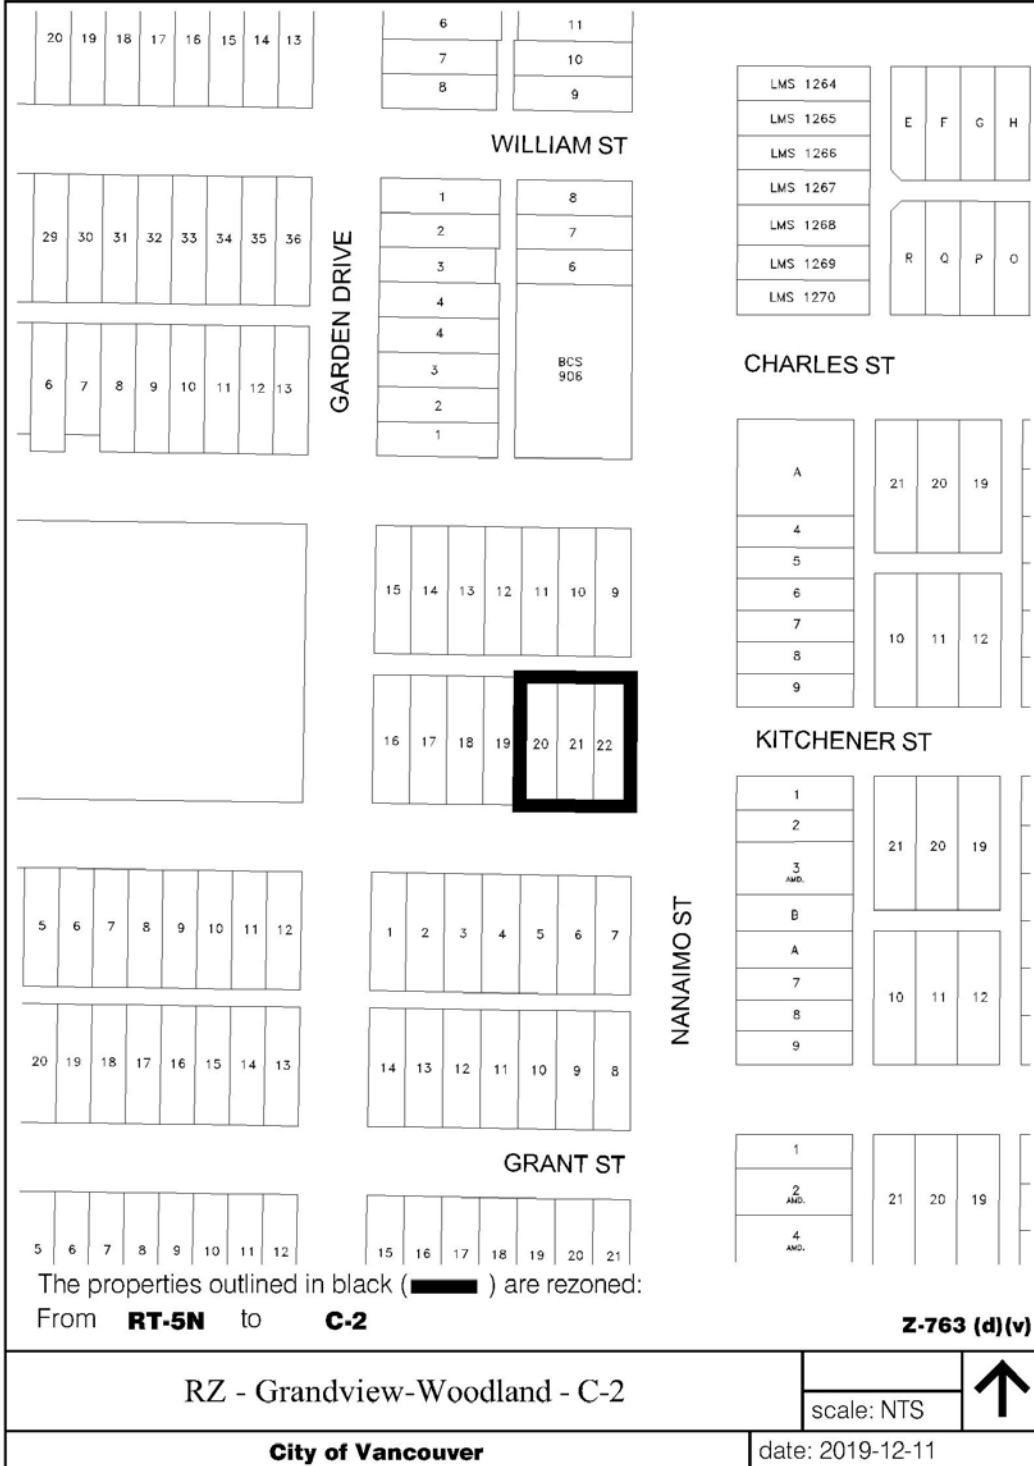 20 19 18 17 16 15 14 13
6 11
7 10
8 9
LMS 1264
LMS 1265
LMS 1266
LMS 1267
LMS 1268
LMS 1269
LMS 1270
E F G H
R Q P O
WILLIAM ST
29 30 31 32 33 34 35 36
GARDEN DRIVE
1 8
2 7
3 6
4
4
3
2
1
BCS
906
CHARLES ST
6 7 8 9 10 11 12 13
A
4
5
6
7
8
9
21 20 19
10 11 12
15 14 13 12 11 10 9
16 17 18 19 20 21 22
KITCHENER ST
1
2
3
AMD.
B
A
7
8
9
21 20 19
10 11 12
NANAIMO ST
5 6 7 8 9 10 11 12
1 2 3 4 5 6 7
20 19 18 17 16 15 14 13
14 13 12 11 10 9 8
GRANT ST
1
2
AMD.
4
AMD.
21 20 19
5 6 7 8 9 10 11 12
15 16 17 18 19 20 21
The properties outlined in black ( ) are rezoned:
From RT-5N to C-2
Z-763 (d)(v)
RZ - Grandview-Woodland - C-2
scale: NTS
City of Vancouver
date: 2019-12-11